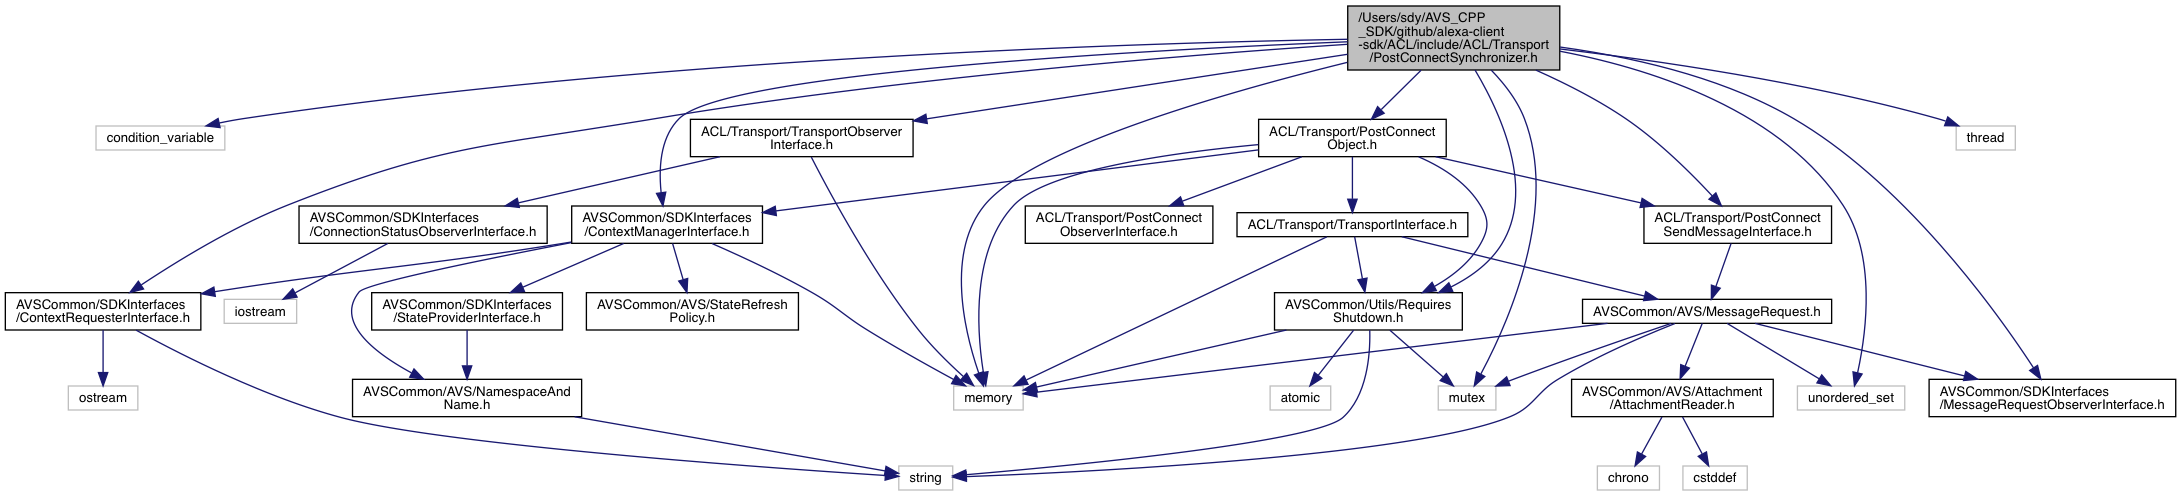 /Users/sdy/AVS_CPP
_SDK/github/alexa-client
-sdk/ACL/include/ACL/Transport
/PostConnectSynchronizer.h
condition_variable
ACL/Transport/TransportObserver
Interface.h
ACL/Transport/PostConnect
Object.h
thread
AVSCommon/SDKInterfaces
/ConnectionStatusObserverInterface.h
AVSCommon/SDKInterfaces
/ContextManagerInterface.h
ACL/Transport/PostConnect
ObserverInterface.h
ACL/Transport/TransportInterface.h
ACL/Transport/PostConnect
SendMessageInterface.h
AVSCommon/SDKInterfaces
/ContextRequesterInterface.h
iostream
AVSCommon/SDKInterfaces
/StateProviderInterface.h
AVSCommon/AVS/StateRefresh
Policy.h
AVSCommon/Utils/Requires
Shutdown.h
AVSCommon/AVS/MessageRequest.h
ostream
AVSCommon/AVS/NamespaceAnd
Name.h
memory
atomic
mutex
AVSCommon/AVS/Attachment
/AttachmentReader.h
unordered_set
AVSCommon/SDKInterfaces
/MessageRequestObserverInterface.h
string
chrono
cstddef